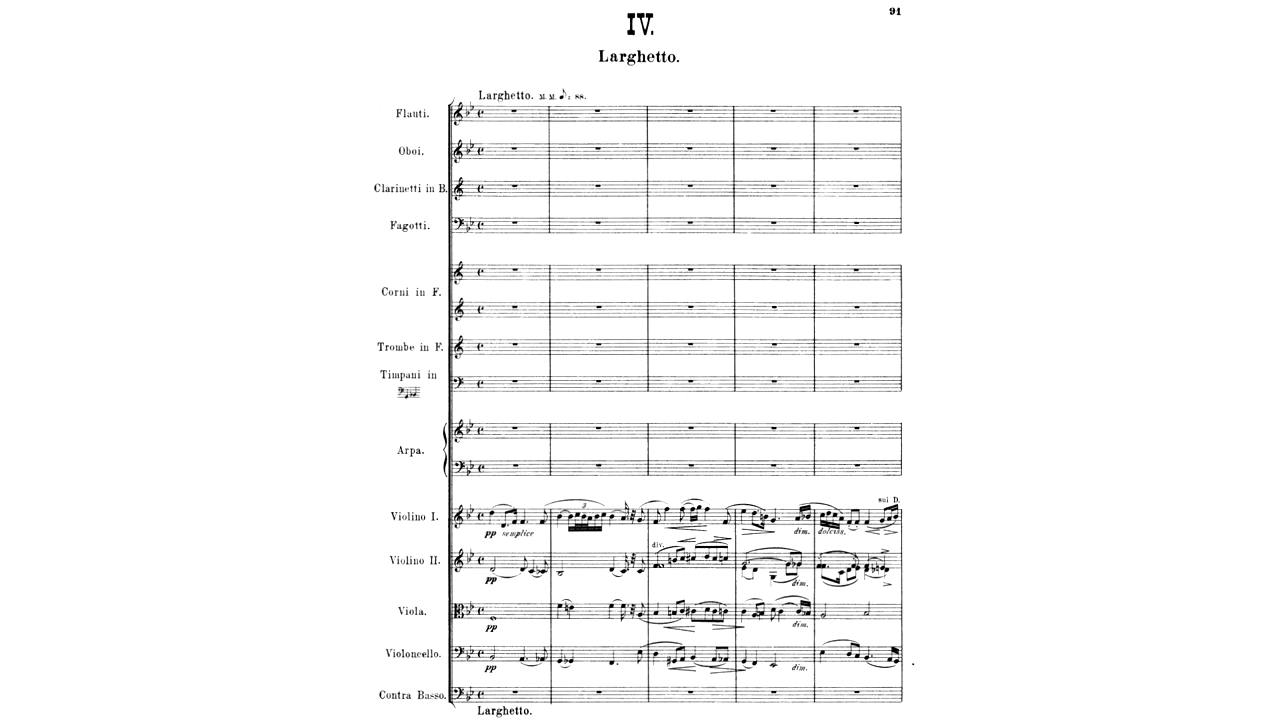 91
IV.
Larghetto.
Larghetto. M. M. ♪ = 88.
Flauti.
Oboi.
Clarinetti in B.
Fagotti.
Corni in F.
Trombe in F.
Timpani in
Arpa.
sul D.
Violino I.
3
pp semplice
dim. dolciss.
div.
Violino II.
pp
dim.
Viola.
pp
dim.
Violoncello.
pp
dim.
Contra Basso.
Larghetto.